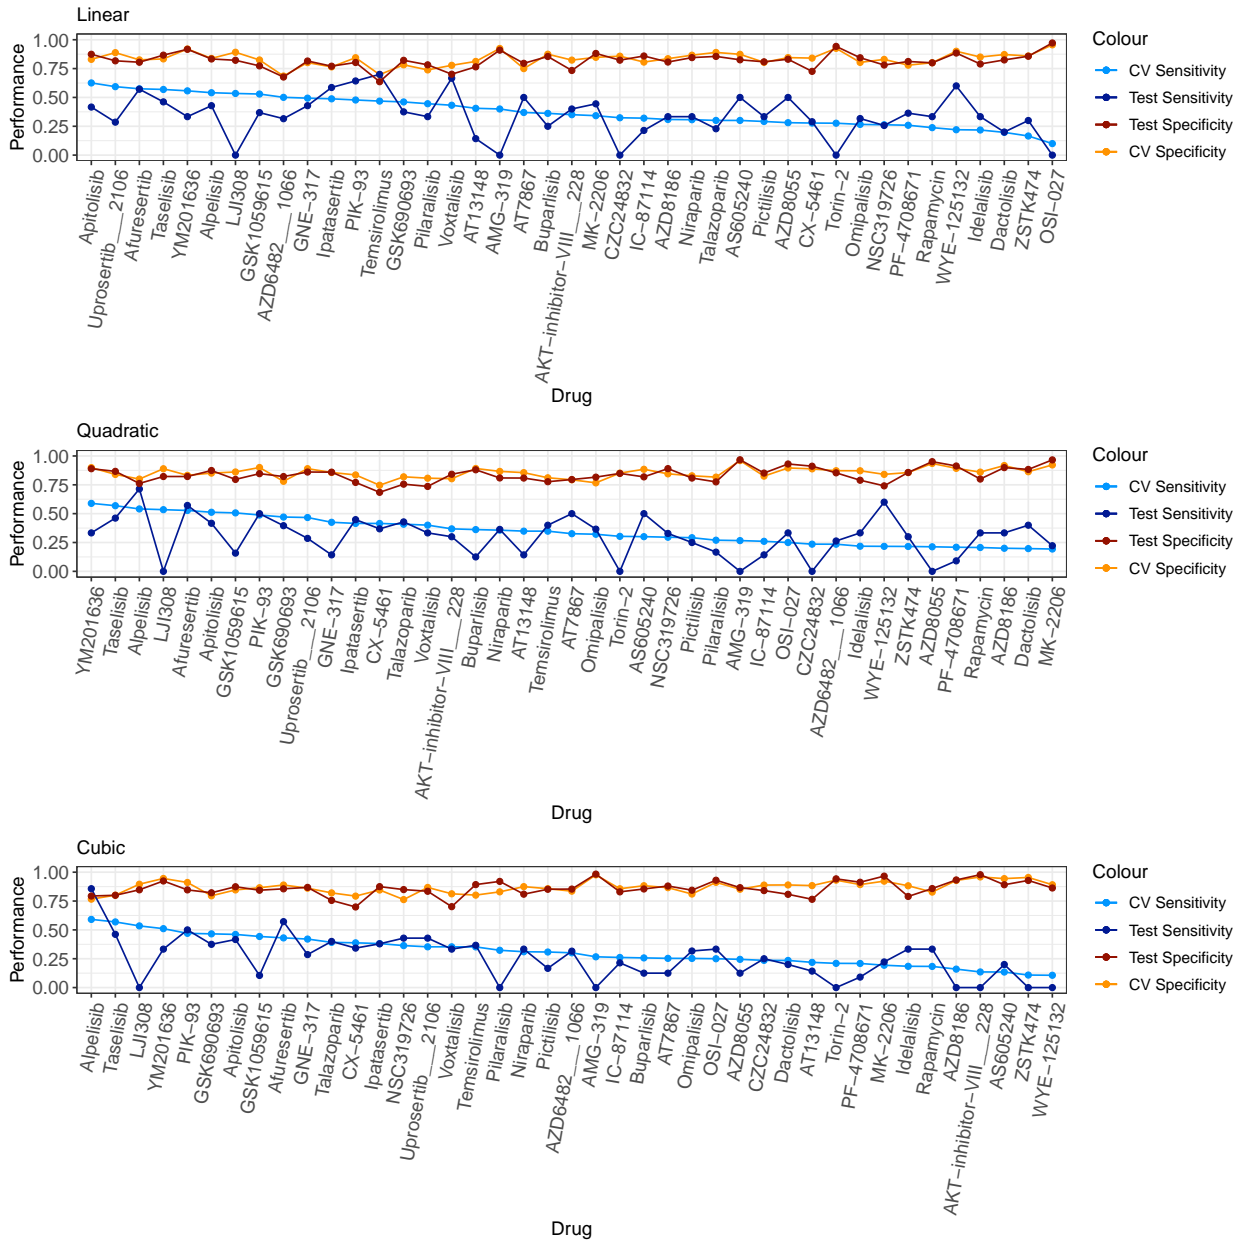 Linear
Performance
1.00
0.75
0.50
0.25
0.00
Apitolisib
Uprosertib___2106
Afuresertib
Taselisib
YM201636
Alpelisib
LJI308
GSK1059615
AZD6482___1066
GNE−317
Ipatasertib
PIK−93
Temsirolimus
GSK690693
Pilaralisib
Voxtalisib
AT13148
AMG−319
AT7867
Buparlisib
AKT−inhibitor−VIII___228
MK−2206
CZC24832
IC−87114
AZD8186
Niraparib
Talazoparib
AS605240
Pictilisib
AZD8055
CX−5461
Torin−2
Omipalisib
NSC319726
PF−4708671
Rapamycin
WYE−125132
Idelalisib
Dactolisib
ZSTK474
OSI−027
Drug
Colour
CV Sensitivity
Test Sensitivity
Test Specificity
CV Specificity
Quadratic
Performance
1.00
0.75
0.50
0.25
0.00
YM201636
Taselisib
Alpelisib
LJI308
Afuresertib
Apitolisib
GSK1059615
PIK−93
GSK690693
Uprosertib___2106
GNE−317
Ipatasertib
CX−5461
Talazoparib
Voxtalisib
AKT−inhibitor−VIII___228
Buparlisib
Niraparib
AT13148
Temsirolimus
AT7867
Omipalisib
Torin−2
AS605240
NSC319726
Pictilisib
Pilaralisib
AMG−319
IC−87114
OSI−027
CZC24832
AZD6482___1066
Idelalisib
WYE−125132
ZSTK474
AZD8055
PF−4708671
Rapamycin
AZD8186
Dactolisib
MK−2206
Drug
Colour
CV Sensitivity
Test Sensitivity
Test Specificity
CV Specificity
Cubic
Performance
1.00
0.75
0.50
0.25
0.00
Alpelisib
Taselisib
LJI308
YM201636
PIK−93
GSK690693
Apitolisib
GSK1059615
Afuresertib
GNE−317
Talazoparib
CX−5461
Ipatasertib
NSC319726
Uprosertib___2106
Voxtalisib
Temsirolimus
Pilaralisib
Niraparib
Pictilisib
AZD6482___1066
AMG−319
IC−87114
Buparlisib
AT7867
Omipalisib
OSI−027
AZD8055
CZC24832
Dactolisib
AT13148
Torin−2
PF−4708671
MK−2206
Idelalisib
Rapamycin
AZD8186
AKT−inhibitor−VIII___228
AS605240
ZSTK474
WYE−125132
Drug
Colour
CV Sensitivity
Test Sensitivity
Test Specificity
CV Specificity